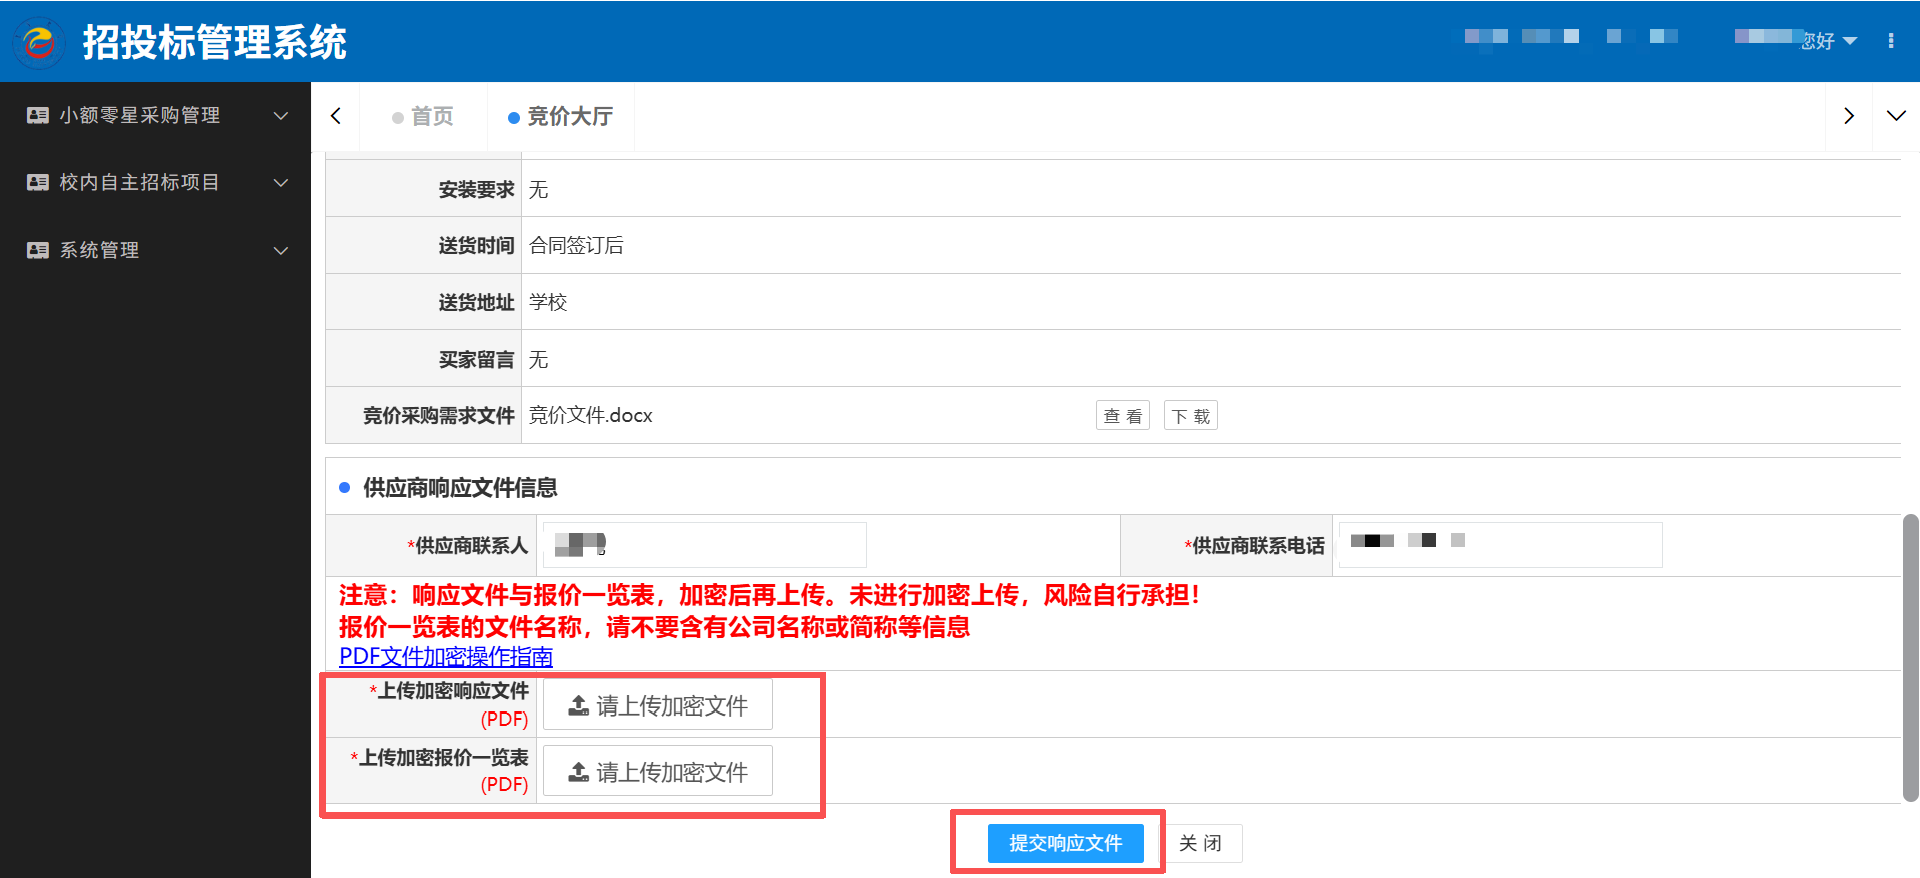 招投标管理系统
您好
小额零星采购管理
校内自主招标项目
系统管理
首页
竞价大厅
安装要求 无
送货时间 合同签订后
送货地址 学校
买家留言 无
竞价采购需求文件 竞价文件.docx 查 看 下 载
供应商响应文件信息
*供应商联系人 *供应商联系电话
注意：响应文件与报价一览表，加密后再上传。未进行加密上传，风险自行承担！
报价一览表的文件名称，请不要含有公司名称或简称等信息
PDF文件加密操作指南
*上传加密响应文件 请上传加密文件
(PDF)
*上传加密报价一览表 请上传加密文件
(PDF)
提交响应文件 关 闭